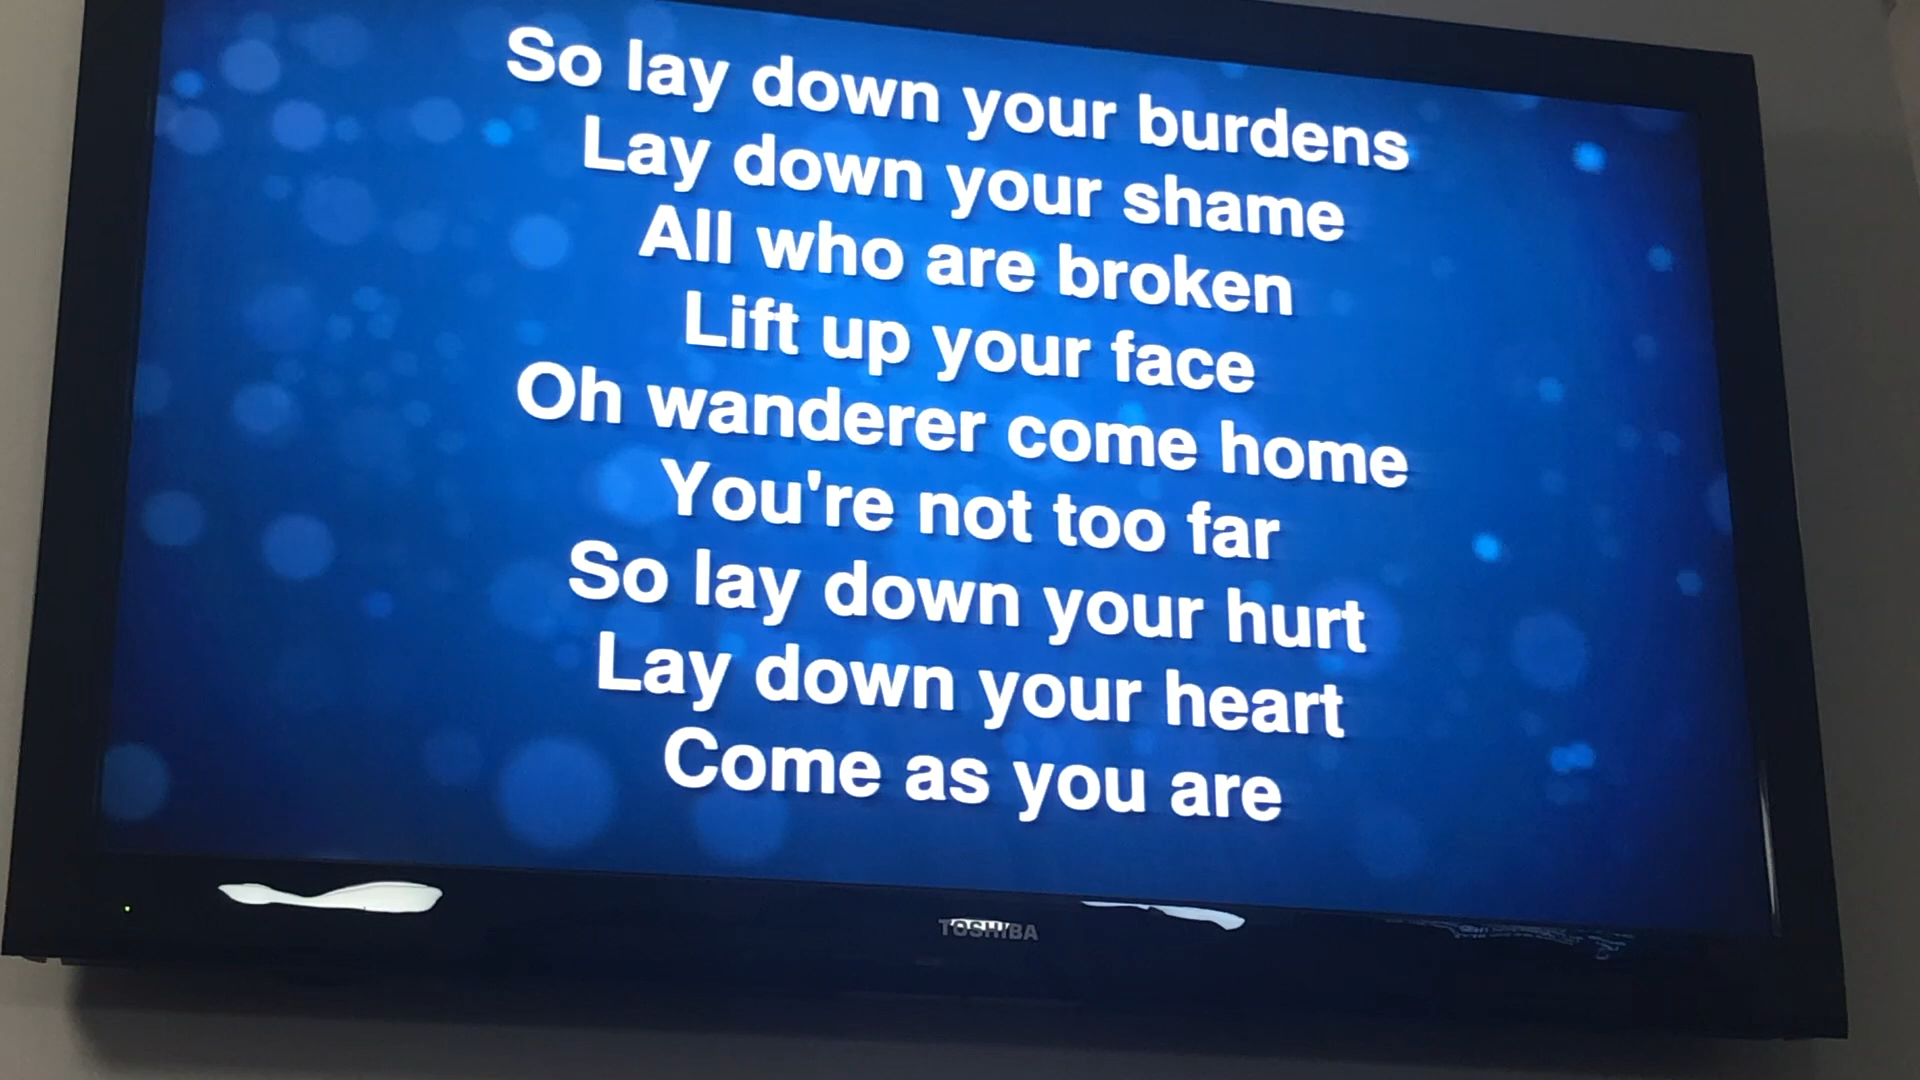 So lay down your burdens
Lay down your shame
All who are broken
Lift up your face
Oh wanderer come home
You're not too far
So lay down your hurt
Lay down your heart
Come as you are
TOSHIBA